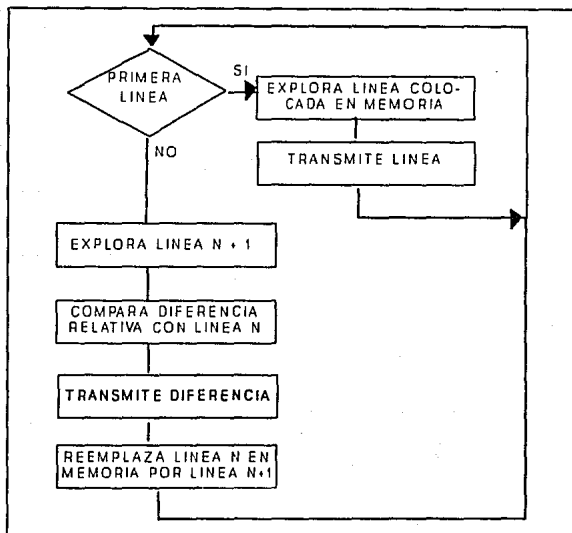 PRIMERA
LINEA
SI
EXPLORA LINEA COLO-
CADA EN MEMORIA
TRANSMITE LINEA
NO
EXPLORA LINEA N + 1
COMPARA DIFERENCIA
RELATIVA CON LINEA N
TRANSMITE DIFERENCIA
REEMPLAZA LINEA N EN
MEMORIA POR LINEA N+1